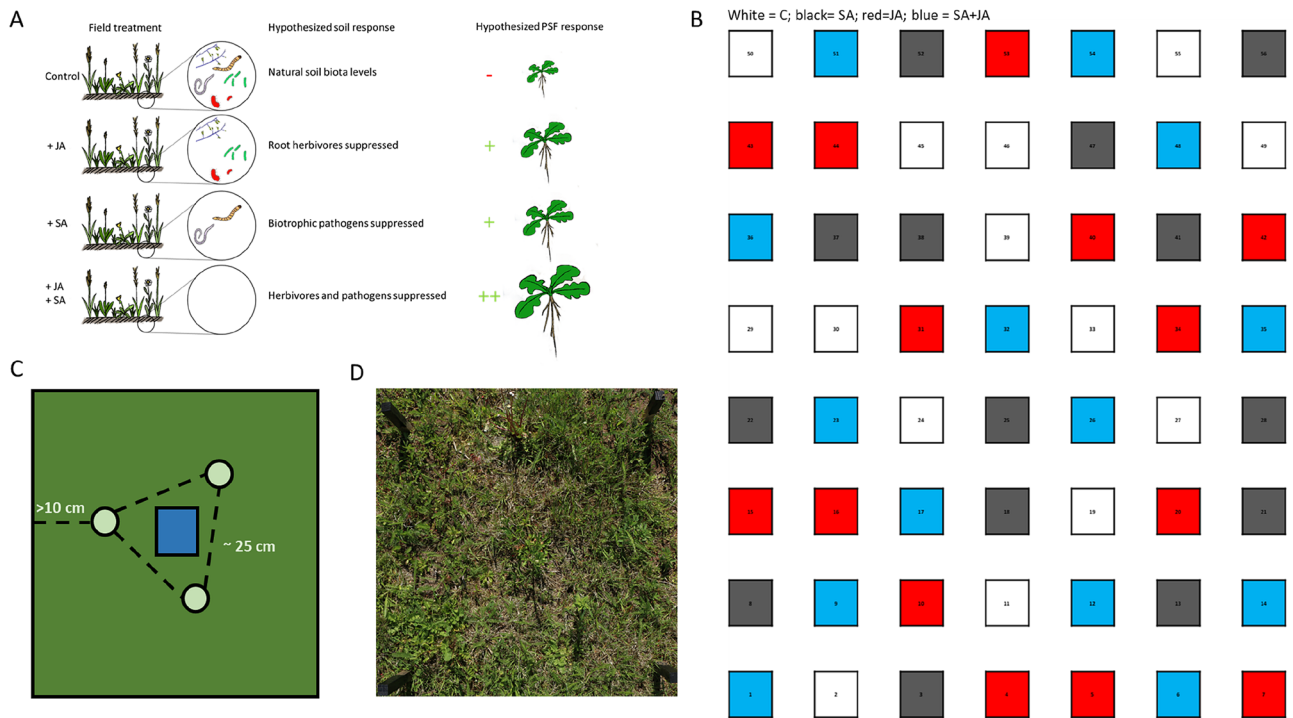 A
Field treatment
Hypothesized soil response
Hypothesized PSF response
Control
Natural soil biota levels
-
+ JA
Root herbivores suppressed
+
+ SA
Biotrophic pathogens suppressed
+
+ JA
+ SA
Herbivores and pathogens suppressed
++
B
White = C; black= SA; red=JA; blue = SA+JA
50 51 52 53 54 55 56
43 44 45 46 47 48 49
36 37 38 39 40 41 42
29 30 31 32 33 34 35
22 23 24 25 26 27 28
15 16 17 18 19 20 21
8 9 10 11 12 13 14
1 2 3 4 5 6 7
C
>10 cm
~ 25 cm
D